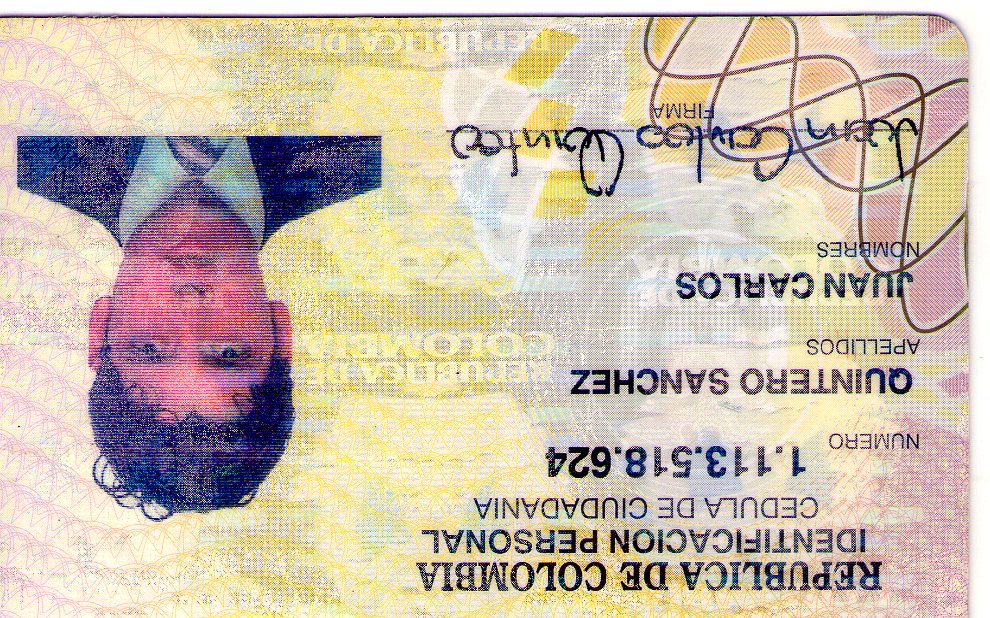 REPUBLICA DE COLOMBIA
IDENTIFICACION PERSONAL
CEDULA DE CIUDADANIA
NUMERO 1.113.518.624
QUINTERO SANCHEZ
APELLIDOS
REPUBLICA DE
COLOMBIA
JUAN CARLOS
COLOMBIA
NOMBRES
Juan Carlos Quintero
FIRMA
REPUBLICA DE